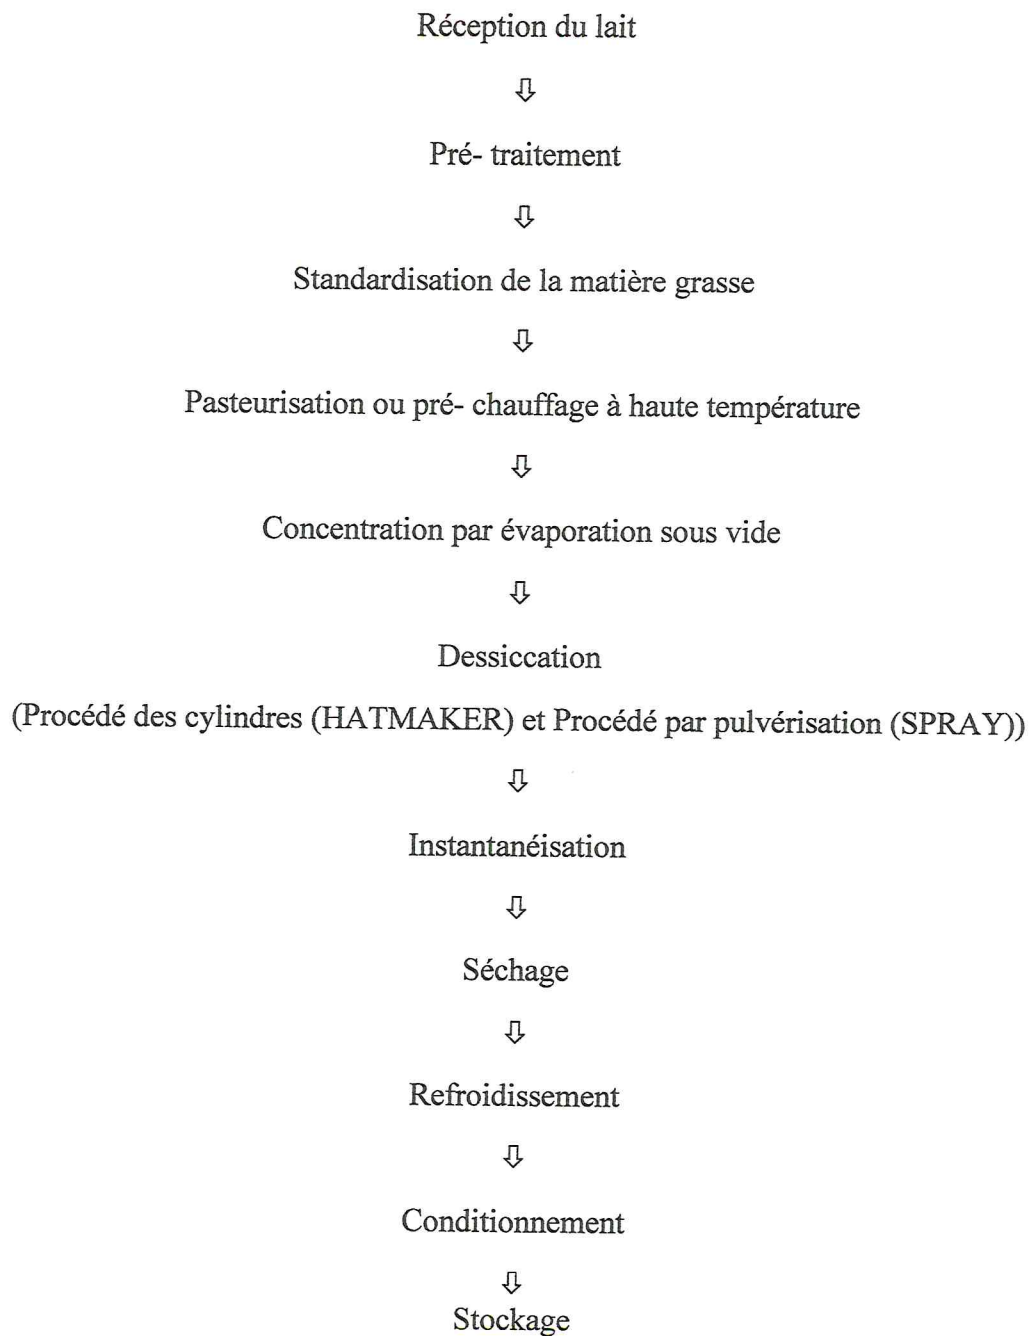 Réception du lait
⇩
Pré- traitement
⇩
Standardisation de la matière grasse
⇩
Pasteurisation ou pré- chauffage à haute température
⇩
Concentration par évaporation sous vide
⇩
Dessiccation
(Procédé des cylindres (HATMAKER) et Procédé par pulvérisation (SPRAY))
⇩
Instantanéisation
⇩
Séchage
⇩
Refroidissement
⇩
Conditionnement
⇩
Stockage